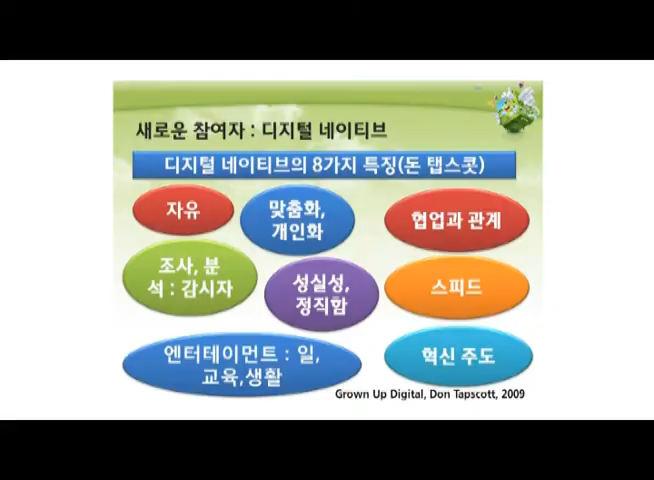 새로운 참여자 : 디지털 네이티브
디지털 네이티브의 8가지 특징(돈 탭스콧)
자유
맞춤화,
개인화
협업과 관계
조사, 분
석 : 감시자
성실성,
정직함
스피드
엔터테이먼트 : 일,
교육,생활
혁신 주도
Grown Up Digital, Don Tapscott, 2009